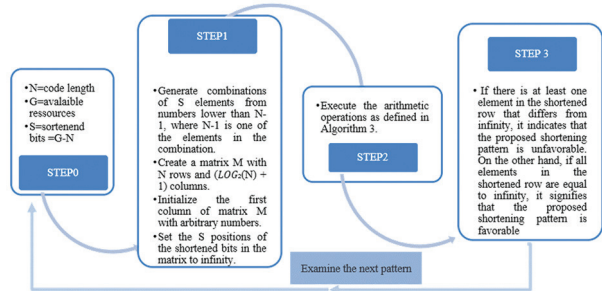 •N=code length
•G=avalaible
ressources
•S=sortenend
bits =G-N
STEP0
STEP1
•Generate combinations
of S elements from
numbers lower than N-
1, where N-1 is one of
the elements in the
combination.
•Create a matrix M with
N rows and (LOG₂(N) +
1) columns.
•Initialize the first
column of matrix M
with arbitrary numbers.
•Set the S positions of
the shortened bits in the
matrix to infinity.
•Execute the arithmetic
operations as defined in
Algorithm 3.
STEP2
STEP 3
• If there is at least one
element in the shortened
row that differs from
infinity, it indicates that
the proposed shortening
pattern is unfavorable.
On the other hand, if all
elements in the
shortened row are equal
to infinity, it signifies
that the proposed
shortening pattern is
favorable
Examine the next pattern